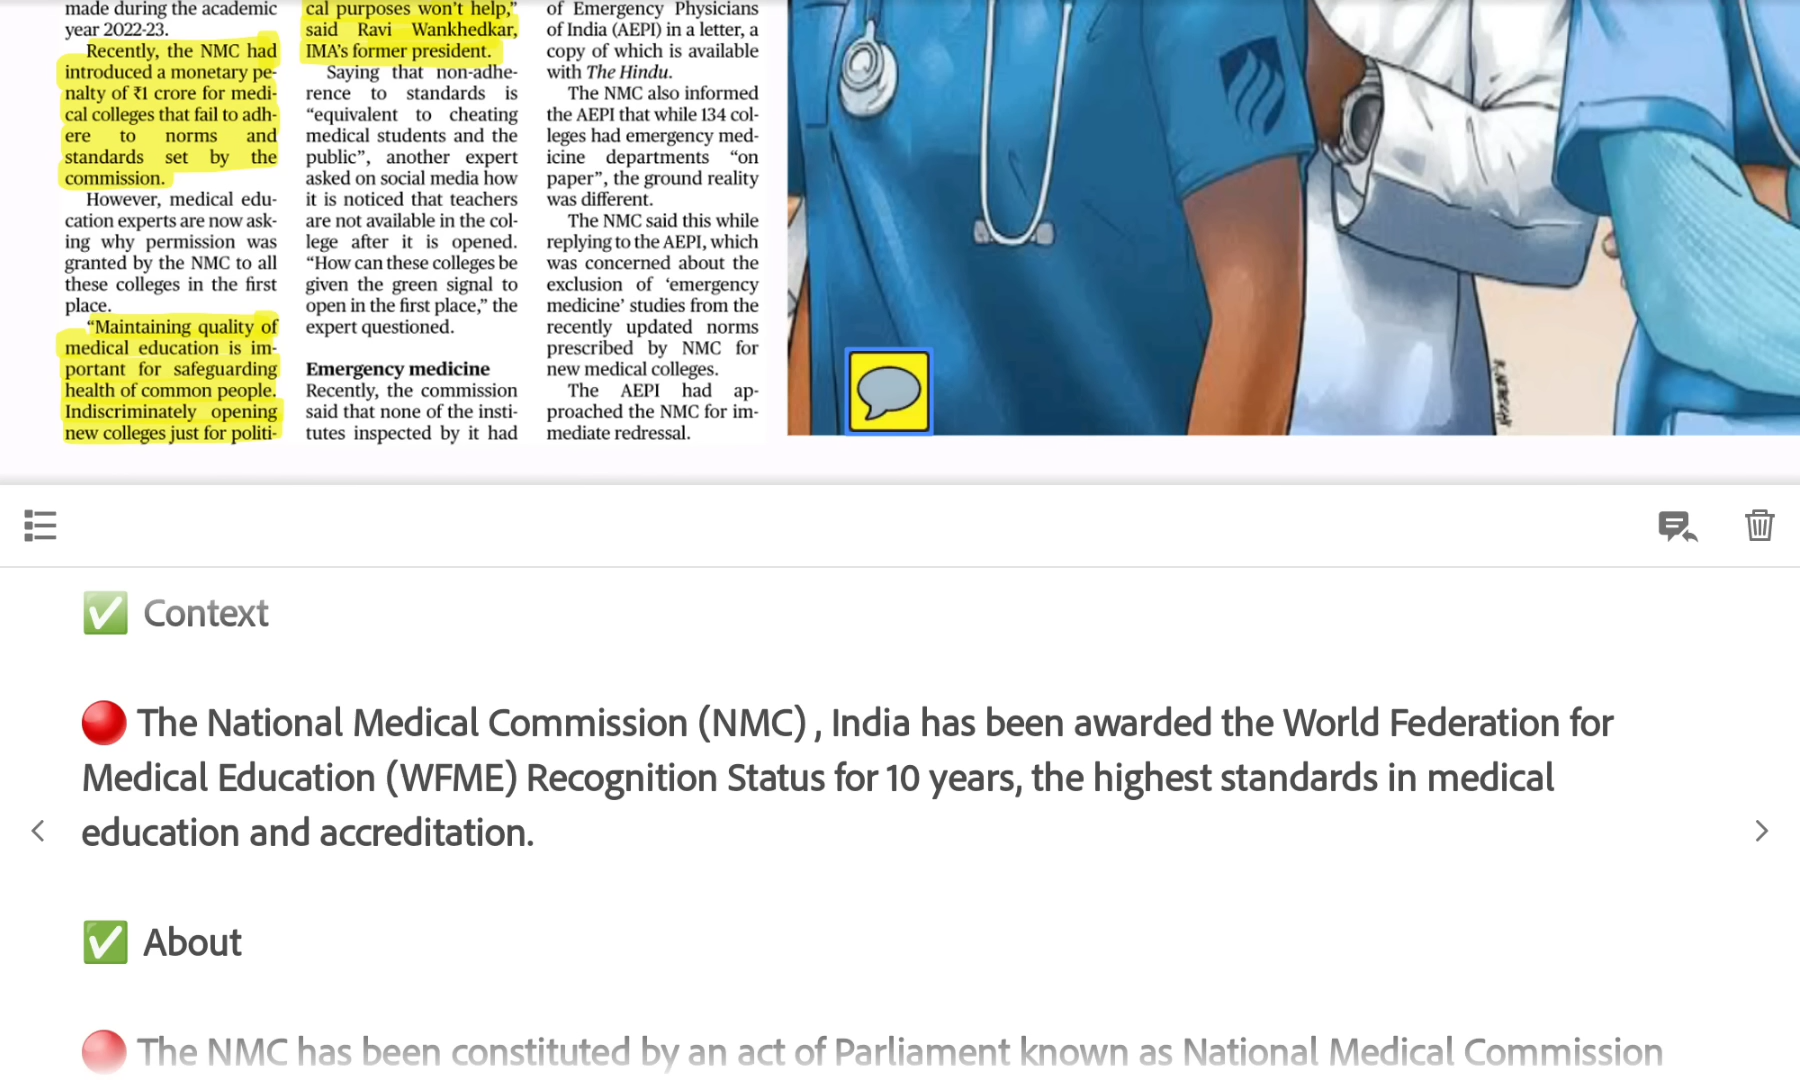 made during the academic
year 2022-23.
Recently, the NMC had
introduced a monetary pe-
nalty of ₹1 crore for medi-
cal colleges that fail to adh-
ere to norms and
standards set by the
commission.
However, medical edu-
cation experts are now ask-
ing why permission was
granted by the NMC to all
these colleges in the first
place.
“Maintaining quality of
medical education is im-
portant for safeguarding
health of common people.
Indiscriminately opening
new colleges just for politi-
cal purposes won’t help,”
said Ravi Wankhedkar,
IMA’s former president.
Saying that non-adhe-
rence to standards is
“equivalent to cheating
medical students and the
public”, another expert
asked on social media how
it is noticed that teachers
are not available in the col-
lege after it is opened.
“How can these colleges be
given the green signal to
open in the first place,” the
expert questioned.
Emergency medicine
Recently, the commission
said that none of the insti-
tutes inspected by it had
of Emergency Physicians
of India (AEPI) in a letter, a
copy of which is available
with The Hindu.
The NMC also informed
the AEPI that while 134 col-
leges had emergency med-
icine departments “on
paper”, the ground reality
was different.
The NMC said this while
replying to the AEPI, which
was concerned about the
exclusion of ‘emergency
medicine’ studies from the
recently updated norms
prescribed by NMC for
new medical colleges.
The AEPI had ap-
proached the NMC for im-
mediate redressal.
✅ Context
🔴 The National Medical Commission (NMC) , India has been awarded the World Federation for
Medical Education (WFME) Recognition Status for 10 years, the highest standards in medical
education and accreditation.
✅ About
🔴 The NMC has been constituted by an act of Parliament known as National Medical Commission